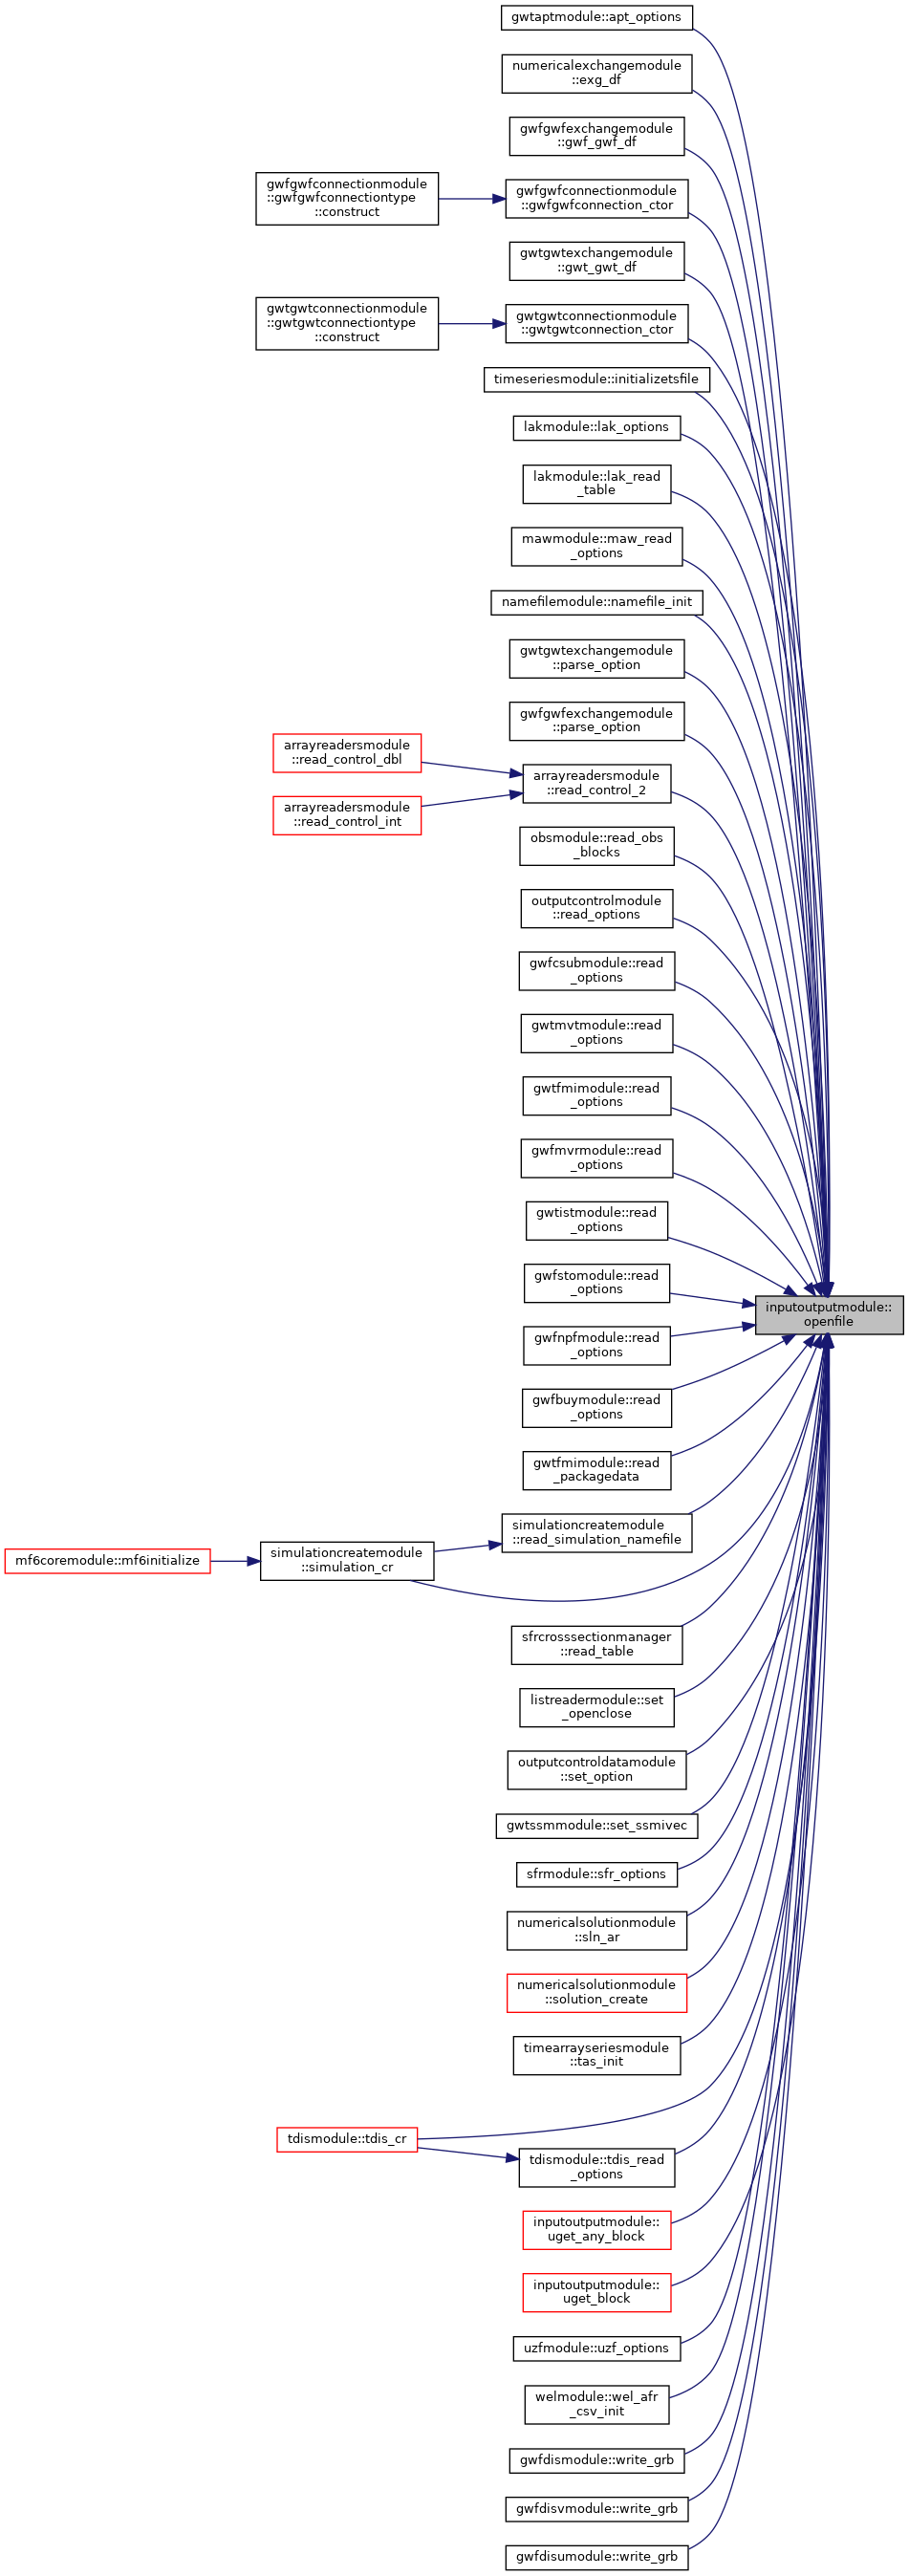 gwtaptmodule::apt_options
numericalexchangemodule
::exg_df
gwfgwfexchangemodule
::gwf_gwf_df
gwfgwfconnectionmodule
::gwfgwfconnectiontype
::construct
gwfgwfconnectionmodule
::gwfgwfconnection_ctor
gwtgwtexchangemodule
::gwt_gwt_df
gwtgwtconnectionmodule
::gwtgwtconnectiontype
::construct
gwtgwtconnectionmodule
::gwtgwtconnection_ctor
timeseriesmodule::initializetsfile
lakmodule::lak_options
lakmodule::lak_read
_table
mawmodule::maw_read
_options
namefilemodule::namefile_init
gwtgwtexchangemodule
::parse_option
gwfgwfexchangemodule
::parse_option
arrayreadersmodule
::read_control_dbl
arrayreadersmodule
::read_control_2
arrayreadersmodule
::read_control_int
obsmodule::read_obs
_blocks
outputcontrolmodule
::read_options
gwfcsubmodule::read
_options
gwtmvtmodule::read
_options
gwtfmimodule::read
_options
gwfmvrmodule::read
_options
gwtistmodule::read
_options
gwfstomodule::read
_options
inputoutputmodule::
openfile
gwfnpfmodule::read
_options
gwfbuymodule::read
_options
gwtfmimodule::read
_packagedata
simulationcreatemodule
::read_simulation_namefile
mf6coremodule::mf6initialize
simulationcreatemodule
::simulation_cr
sfrcrosssectionmanager
::read_table
listreadermodule::set
_openclose
outputcontroldatamodule
::set_option
gwtssmmodule::set_ssmivec
sfrmodule::sfr_options
numericalsolutionmodule
::sln_ar
numericalsolutionmodule
::solution_create
timearrayseriesmodule
::tas_init
tdismodule::tdis_cr
tdismodule::tdis_read
_options
inputoutputmodule::
uget_any_block
inputoutputmodule::
uget_block
uzfmodule::uzf_options
welmodule::wel_afr
_csv_init
gwfdismodule::write_grb
gwfdisvmodule::write_grb
gwfdisumodule::write_grb